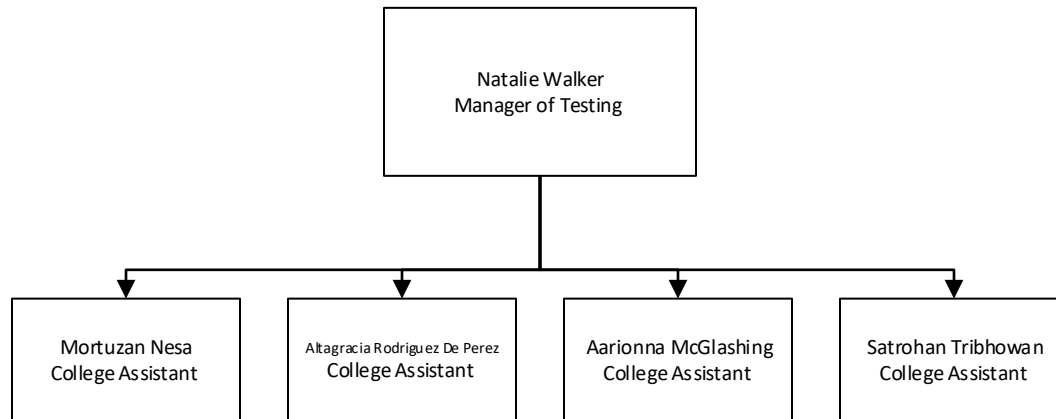 Natalie Walker
Manager of Testing
Mortuzan Nesa
College Assistant
Altagracia Rodriguez De Perez
College Assistant
Aarionna McGlashing
College Assistant
Satrohan Tribhowan
College Assistant